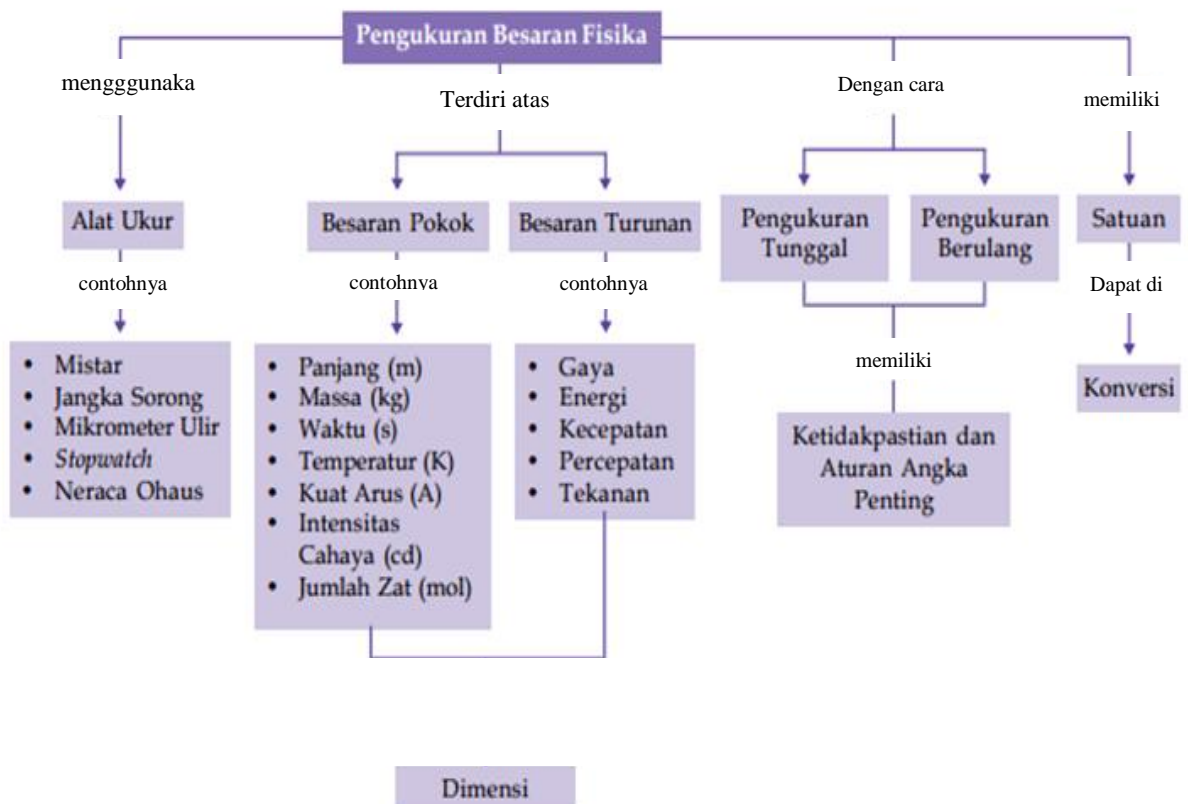 Pengukuran Besaran Fisika
mengggunaka
Terdiri atas
Dengan cara
memiliki
Alat Ukur
Besaran Pokok
Besaran Turunan
Pengukuran
Tunggal
Pengukuran
Berulang
Satuan
contohnya
contohnya
contohnya
Dapat di
• Mistar
• Jangka Sorong
• Mikrometer Ulir
• Stopwatch
• Neraca Ohaus
• Panjang (m)
• Massa (kg)
• Waktu (s)
• Temperatur (K)
• Kuat Arus (A)
• Intensitas
Cahaya (cd)
• Jumlah Zat (mol)
• Gaya
• Energi
• Kecepatan
• Percepatan
• Tekanan
memiliki
Ketidakpastian dan
Aturan Angka
Penting
Konversi
Dimensi